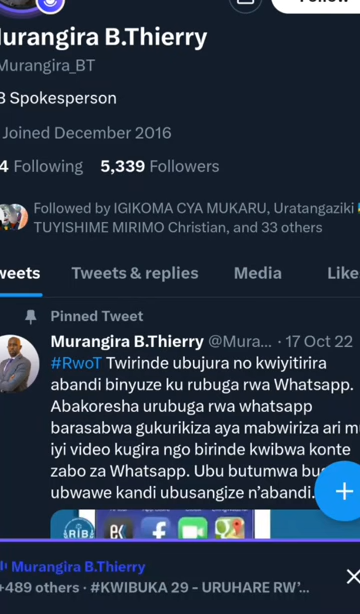 Follow
urangira B.Thierry
Murangira_BT
B Spokesperson
Joined December 2016
4 Following 5,339 Followers
Followed by IGIKOMA CYA MUKARU, Uratangaziki
TUYISHIME MIRIMO Christian, and 33 others
weets Tweets & replies Media Like
Pinned Tweet
Murangira B.Thierry @Mura... · 17 Oct 22
#RwoT Twirinde ubujura no kwiyitirira
abandi binyuze ku rubuga rwa Whatsapp.
Abakoresha urubuga rwa whatsapp
barasabwa gukurikiza aya mabwiriza ari mu
iyi video kugira ngo birinde kwibwa konte
zabo za Whatsapp. Ubu butumwa bu
ubwawe kandi ubusangize n'abandi.
RIB
Murangira B.Thierry
+489 others · #KWIBUKA 29 - URUHARE RW'...